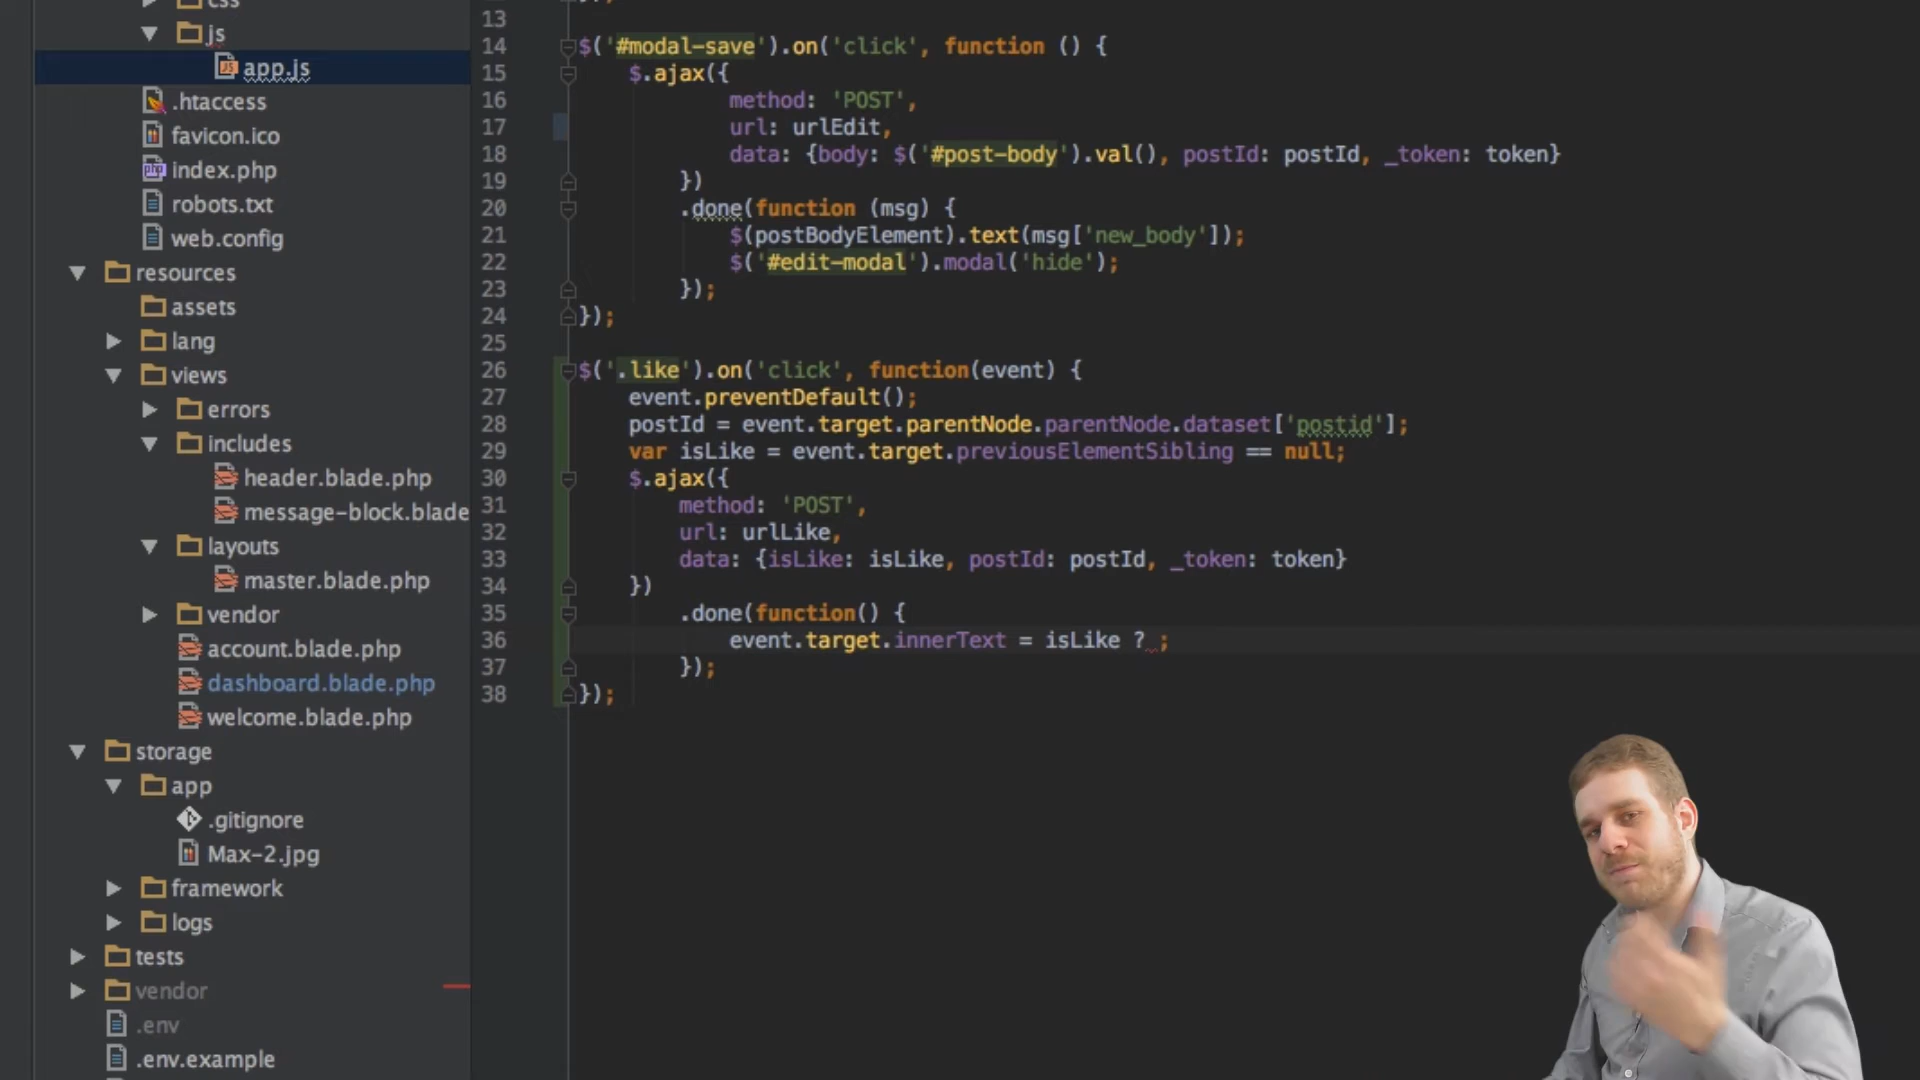 css
js
app.js
.htaccess
favicon.ico
index.php
robots.txt
web.config
resources
assets
lang
views
errors
includes
header.blade.php
message-block.blade
layouts
master.blade.php
vendor
account.blade.php
dashboard.blade.php
welcome.blade.php
storage
app
.gitignore
Max-2.jpg
framework
logs
tests
vendor
.env
.env.example
13
14 $('#modal-save').on('click', function () {
15 $.ajax({
16 method: 'POST',
17 url: urlEdit,
18 data: {body: $('#post-body').val(), postId: postId, _token: token}
19 })
20 .done(function (msg) {
21 $(postBodyElement).text(msg['new_body']);
22 $('#edit-modal').modal('hide');
23 });
24 });
25
26 $('.like').on('click', function(event) {
27 event.preventDefault();
28 postId = event.target.parentNode.parentNode.dataset['postid'];
29 var isLike = event.target.previousElementSibling == null;
30 $.ajax({
31 method: 'POST',
32 url: urlLike,
33 data: {isLike: isLike, postId: postId, _token: token}
34 })
35 .done(function() {
36 event.target.innerText = isLike ? ;
37 });
38 });